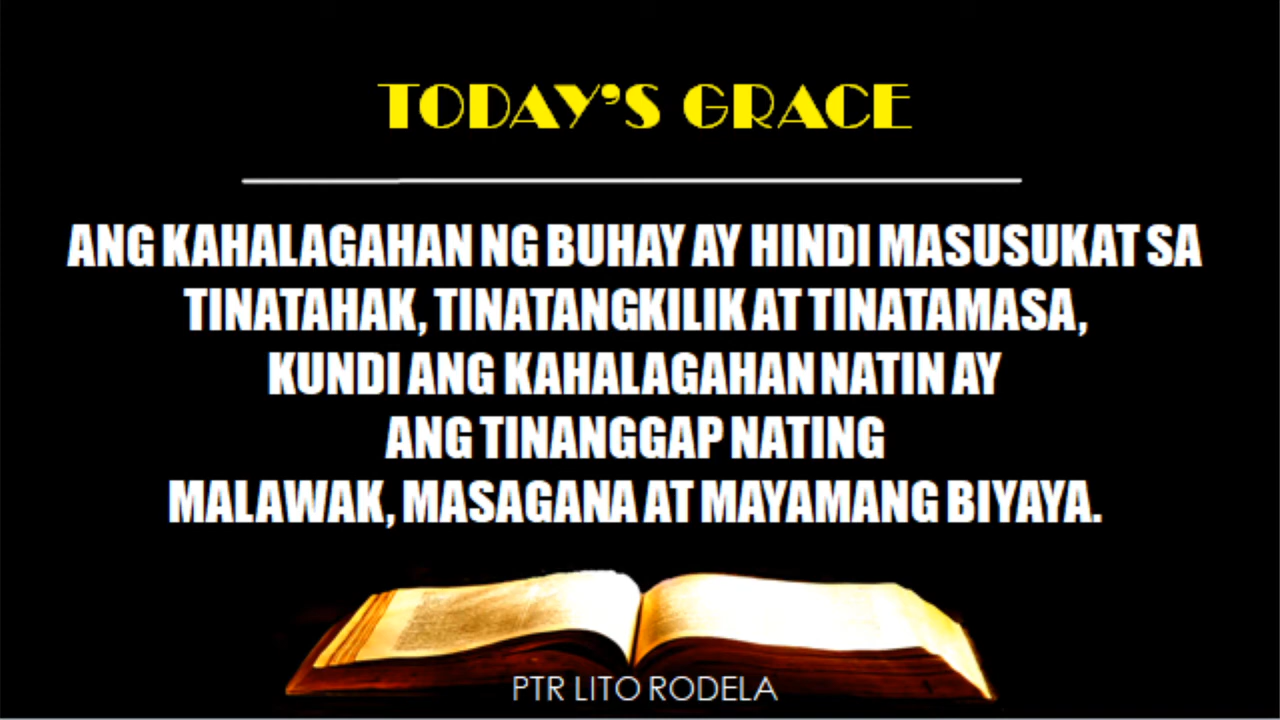 TODAY'S GRACE
ANG KAHALAGAHAN NG BUHAY AY HINDI MASUSUKAT SA
TINATAHAK, TINATANGKILIK AT TINATAMASA,
KUNDI ANG KAHALAGAHAN NATIN AY
ANG TINANGGAP NATING
MALAWAK, MASAGANA AT MAYAMANG BIYAYA.
PTR LITO RODELA